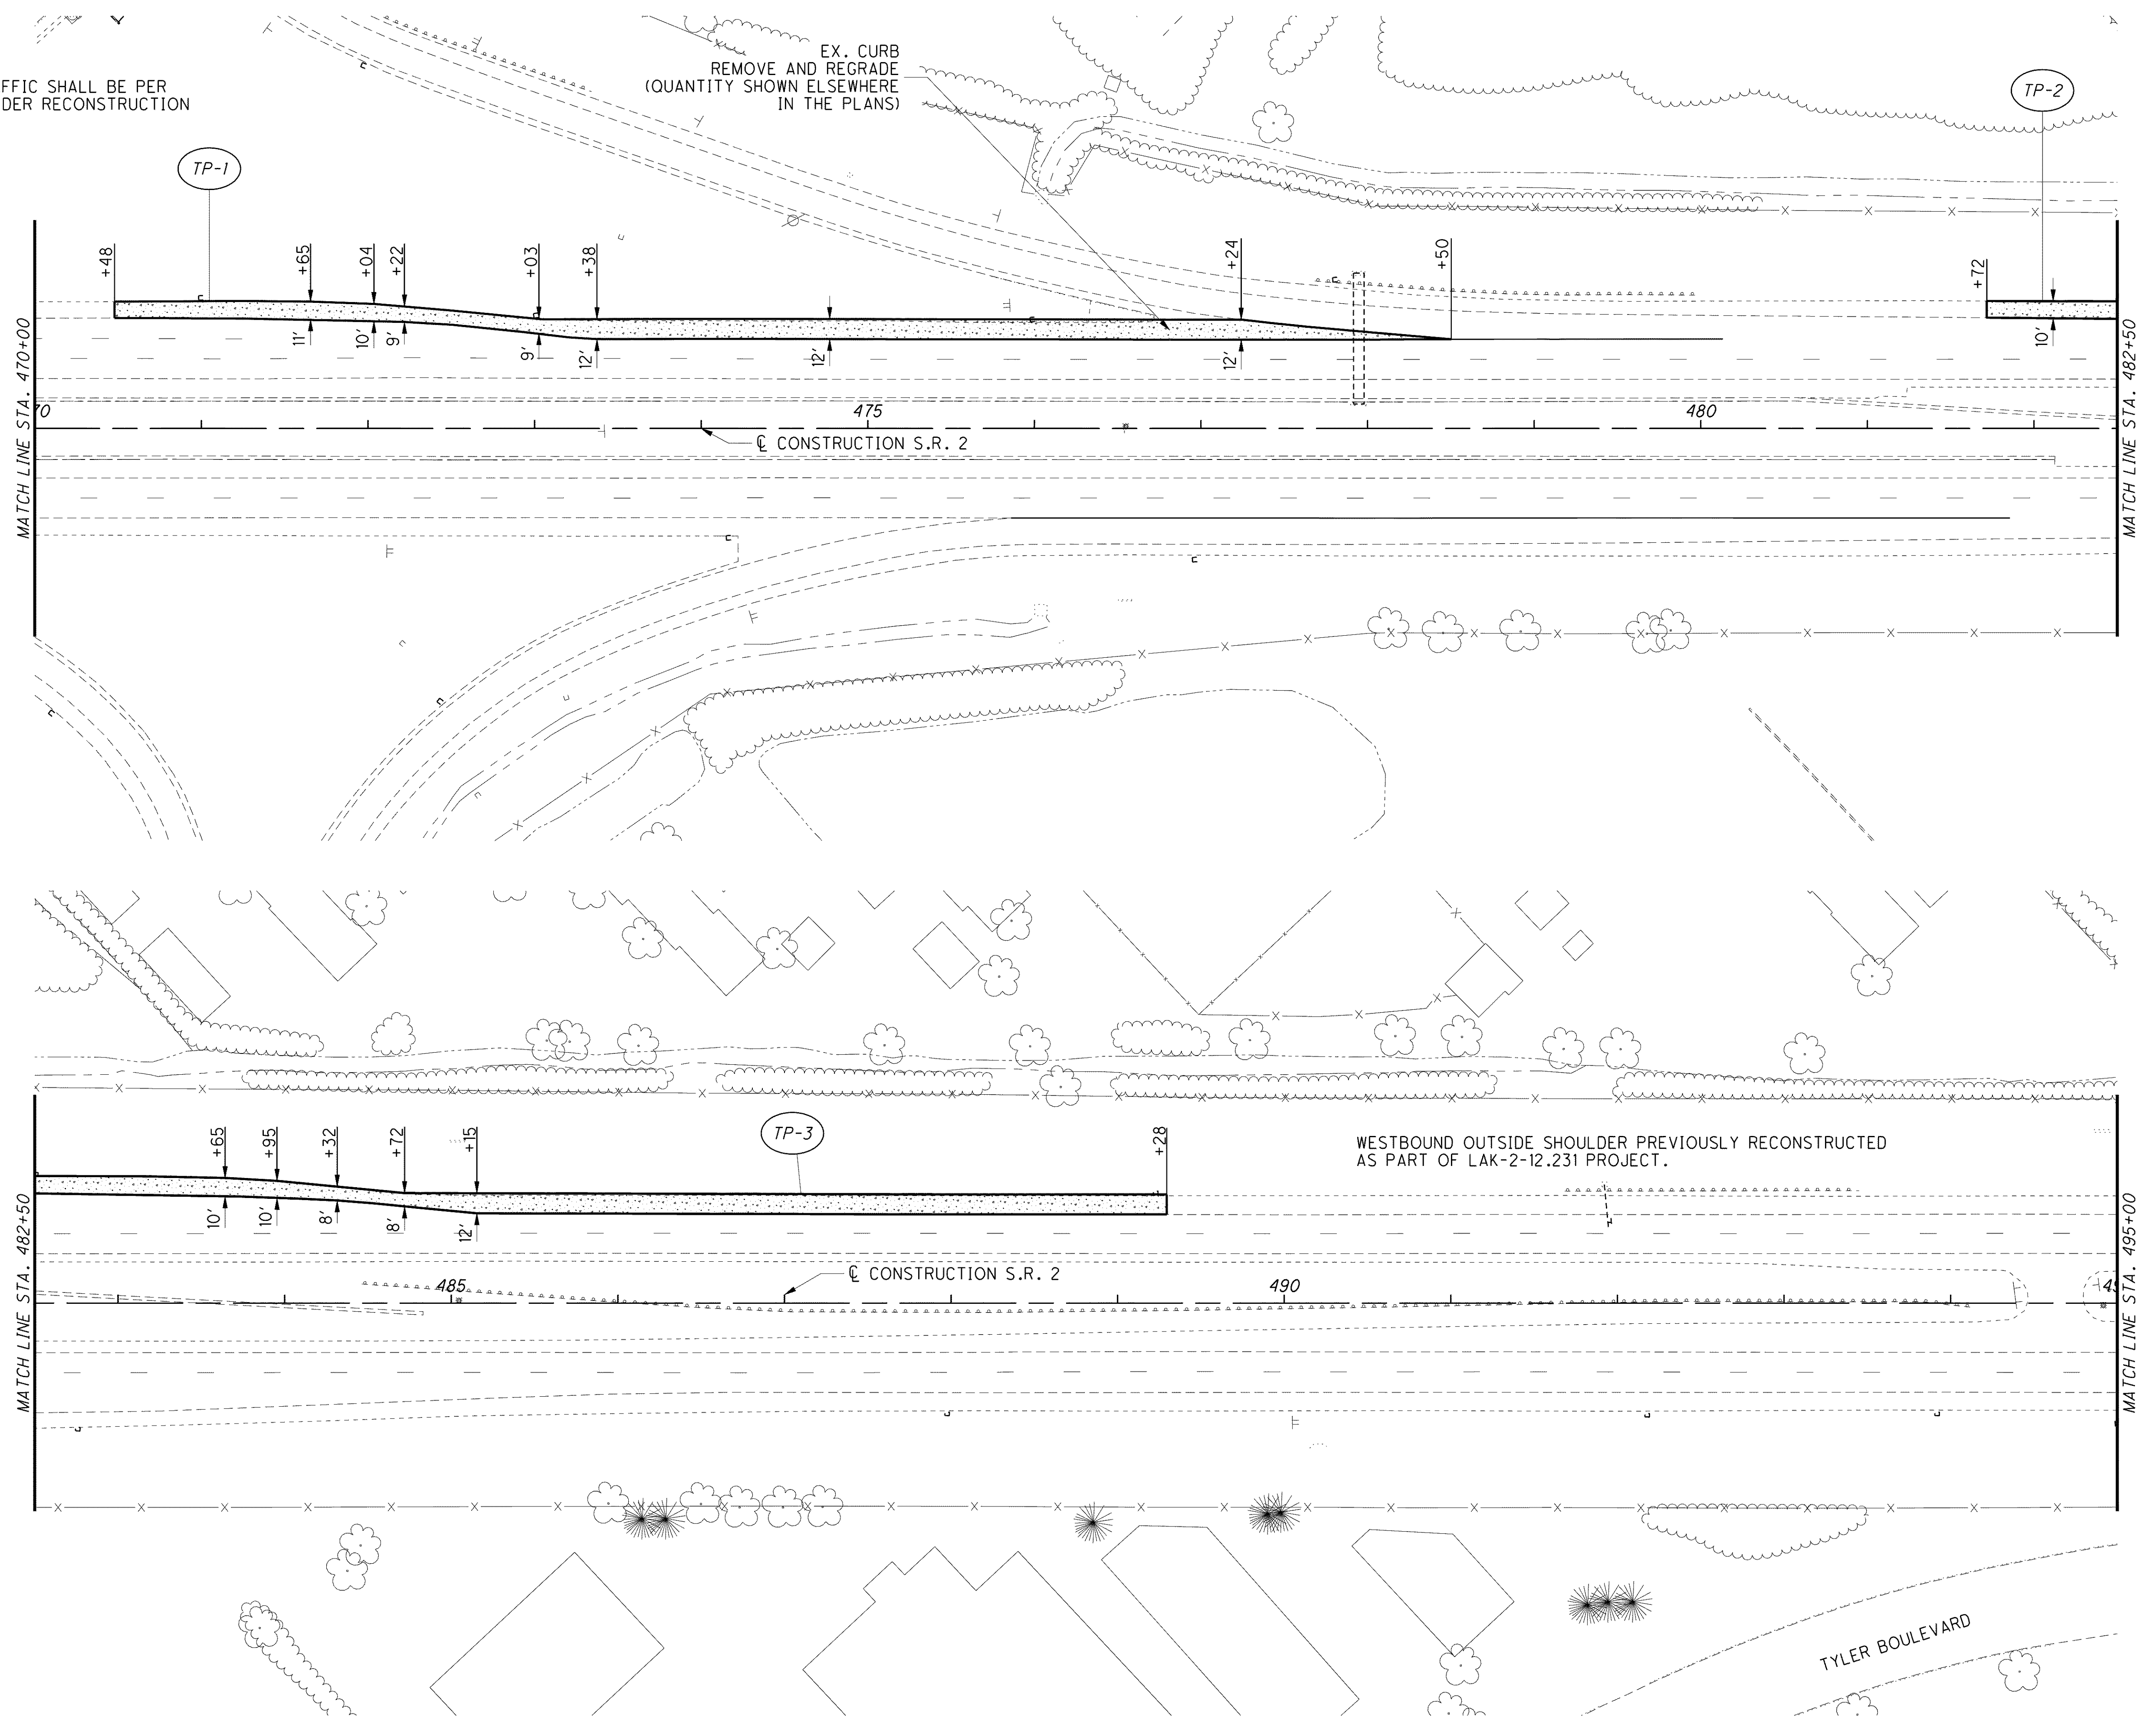 EX. CURB
REMOVE AND REGRADE
(QUANTITY SHOWN ELSEWHERE
IN THE PLANS)
FFIC SHALL BE PER
DER RECONSTRUCTION
TP-1
TP-2
+48
+65
+04
+22
+03
+38
+24
+50
+72
11'
10'
9'
9'
12'
12'
12'
10'
MATCH LINE STA. 470+00
MATCH LINE STA. 482+50
70
475
480
℄ CONSTRUCTION S.R. 2
TP-3
+65
+95
+32
+72
+15
+28
WESTBOUND OUTSIDE SHOULDER PREVIOUSLY RECONSTRUCTED
AS PART OF LAK-2-12.231 PROJECT.
10'
10'
8'
8'
12'
MATCH LINE STA. 482+50
MATCH LINE STA. 495+00
℄ CONSTRUCTION S.R. 2
485
490
49
TYLER BOULEVARD